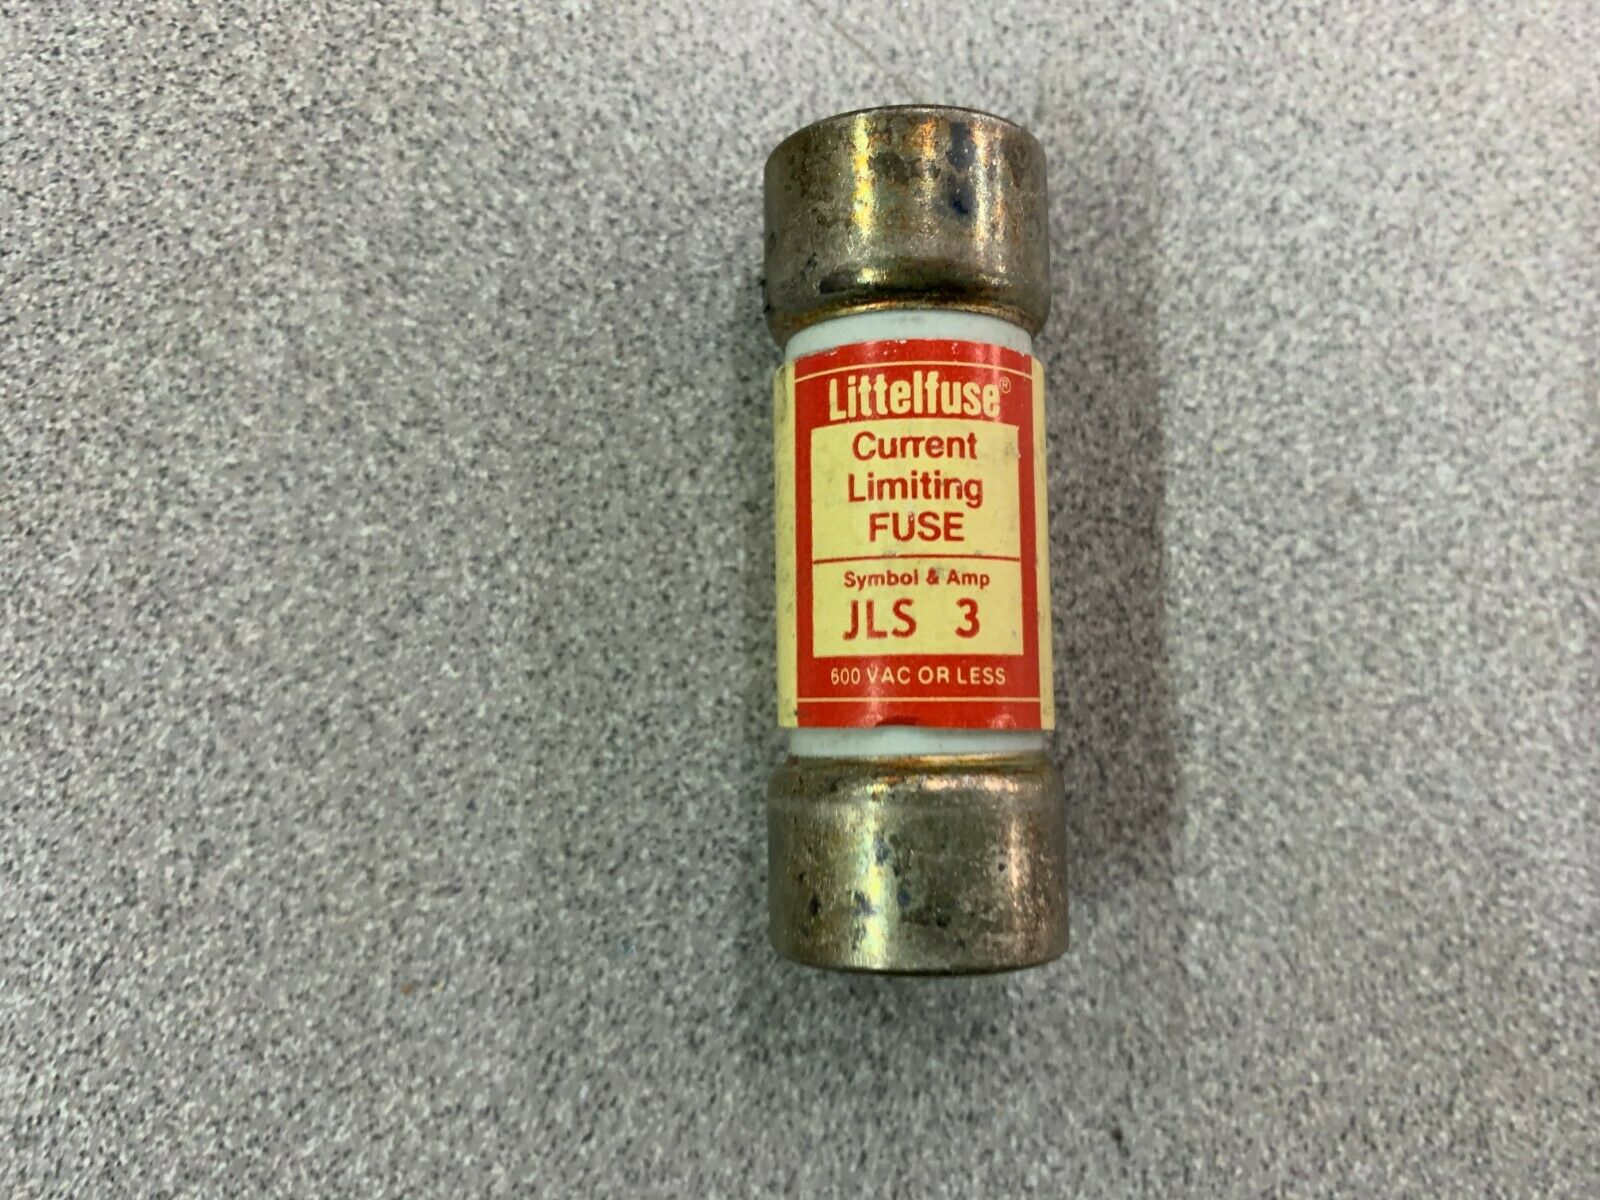 Littelfuse®
Current
Limiting
FUSE
Symbol & Amp
JLS 3
600 VAC OR LESS